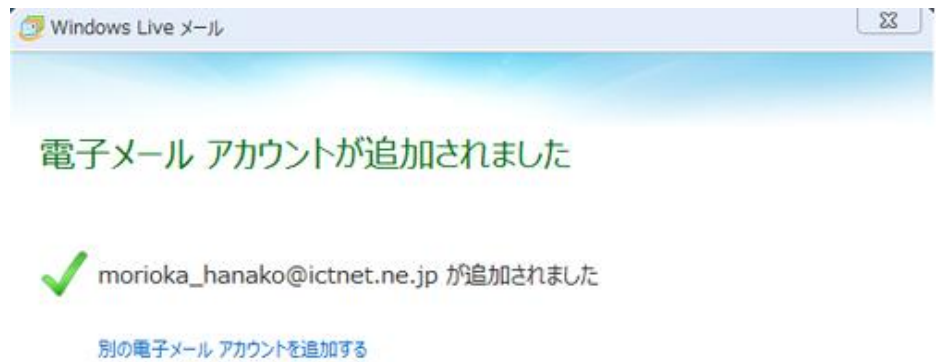 Windows Live メール
電子メール アカウントが追加されました
morioka_hanako@ictnet.ne.jp が追加されました
別の電子メール アカウントを追加する